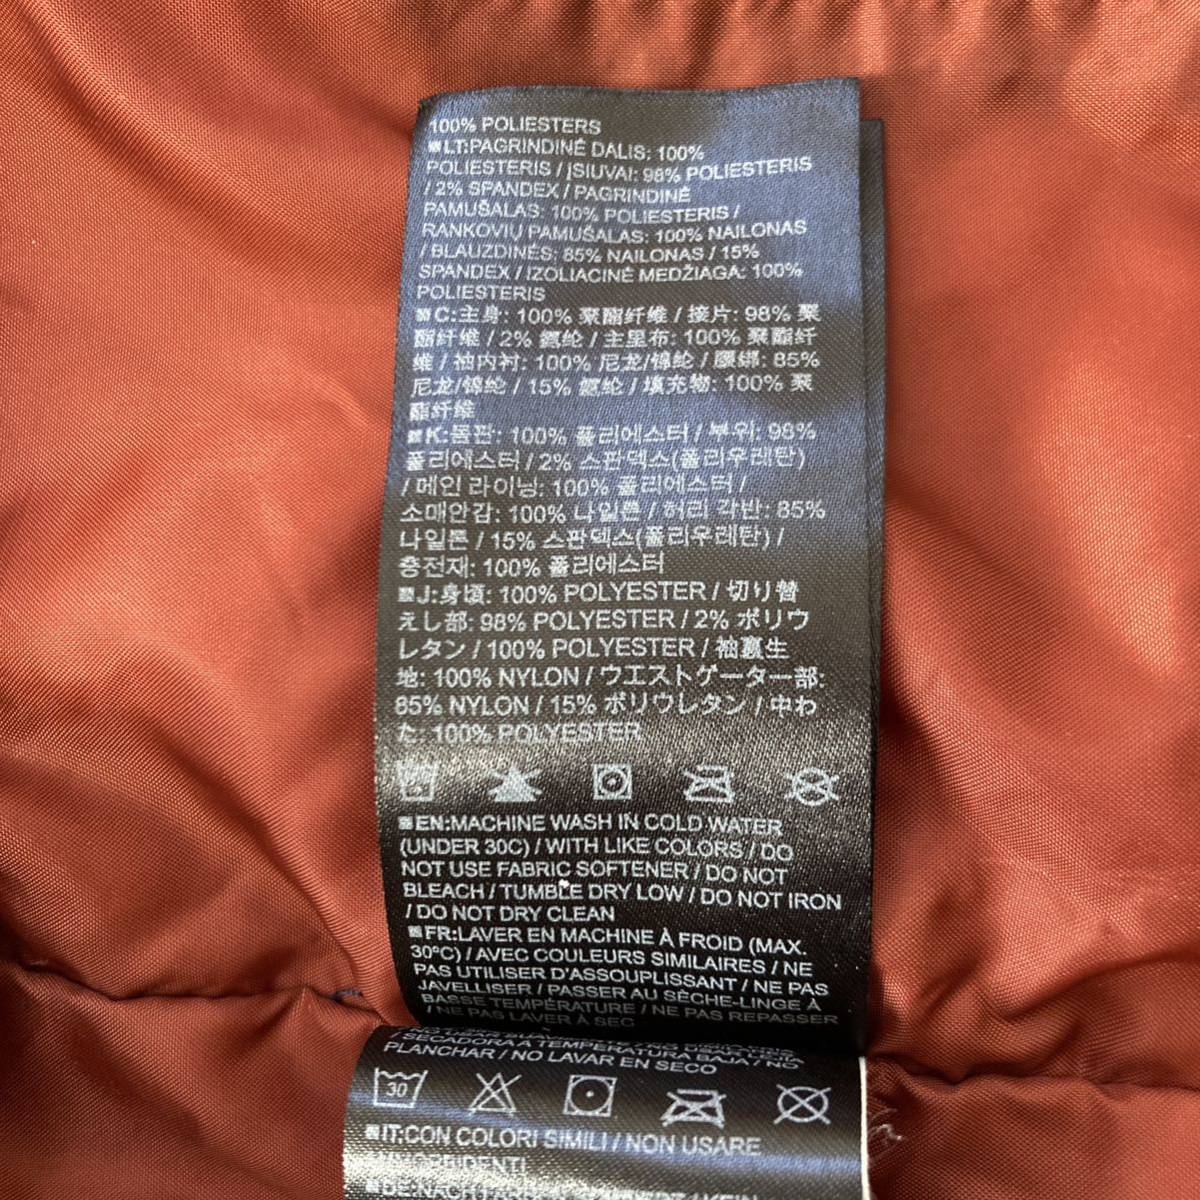 100% POLIESTERS
LT:PAGRINDINĖ DALIS: 100%
POLIESTERIS / ĮSIUVAI: 98% POLIESTERIS
/ 2% SPANDEX / PAGRINDINĖ
PAMUŠALAS: 100% POLIESTERIS /
RANKOVIŲ PAMUŠALAS: 100% NAILONAS
/ BLAUZDINĖS: 85% NAILONAS / 15%
SPANDEX / IZOLIACINĖ MEDŽIAGA: 100%
POLIESTERIS
C:主身: 100% 聚酯纤维 / 接片: 98% 聚
酯纤维 / 2% 氨纶 / 主里布: 100% 聚酯纤
维 / 袖内衬: 100% 尼龙/锦纶 / 腰绑: 85%
尼龙/锦纶 / 15% 氨纶 / 填充物: 100% 聚
酯纤维
K:몸판: 100% 폴리에스터 / 부위: 98%
폴리에스터 / 2% 스판덱스(폴리우레탄)
/ 메인 라이닝: 100% 폴리에스터 /
소매안감: 100% 나일론 / 허리 각반: 85%
나일론 / 15% 스판덱스(폴리우레탄) /
충전재: 100% 폴리에스터
J:身頃: 100% POLYESTER / 切り替
えし部: 98% POLYESTER / 2% ポリウ
レタン / 100% POLYESTER / 袖裏生
地: 100% NYLON / ウエストゲーター部:
85% NYLON / 15% ポリウレタン / 中わ
た: 100% POLYESTER
EN:MACHINE WASH IN COLD WATER
(UNDER 30C) / WITH LIKE COLORS / DO
NOT USE FABRIC SOFTENER / DO NOT
BLEACH / TUMBLE DRY LOW / DO NOT IRON
/ DO NOT DRY CLEAN
FR:LAVER EN MACHINE À FROID (MAX.
30ºC) / AVEC COULEURS SIMILAIRES / NE
PAS UTILISER D'ASSOUPLISSANT / NE PAS
JAVELLISER / PASSER AU SÈCHE-LINGE À
BASSE TEMPÉRATURE / NE PAS REPASSER
/ NE PAS LAVER À SEC
/ SECADORA A TEMPERATURA BAJA / NO
PLANCHAR / NO LAVAR EN SECO
30
IT:CON COLORI SIMILI / NON USARE